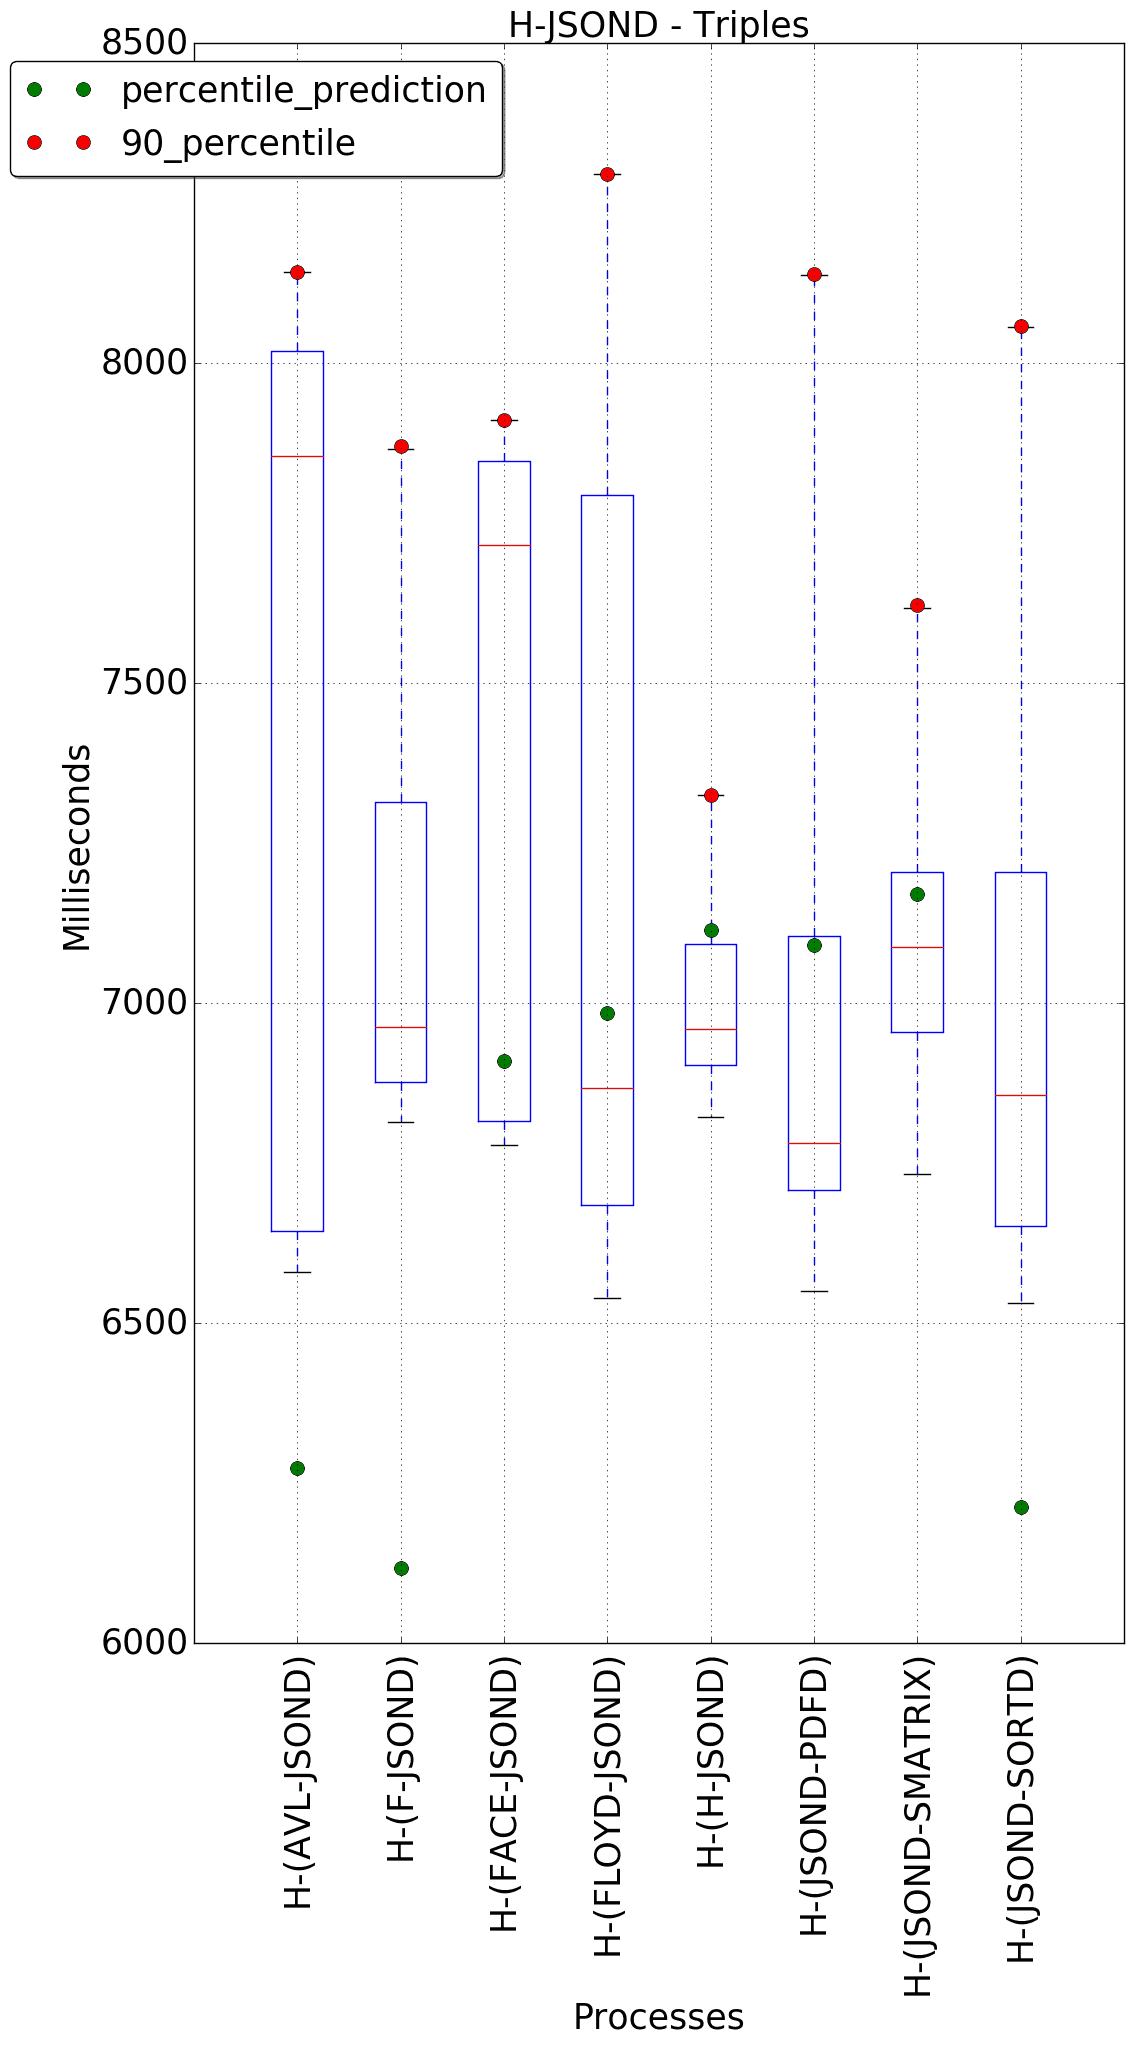 H-JSOND - Triples
percentile_prediction
90_percentile
8500
8000
7500
7000
6500
6000
Milliseconds
H-(AVL-JSOND)
H-(F-JSOND)
H-(FACE-JSOND)
H-(FLOYD-JSOND)
H-(H-JSOND)
H-(JSOND-PDFD)
H-(JSOND-SMATRIX)
H-(JSOND-SORTD)
Processes